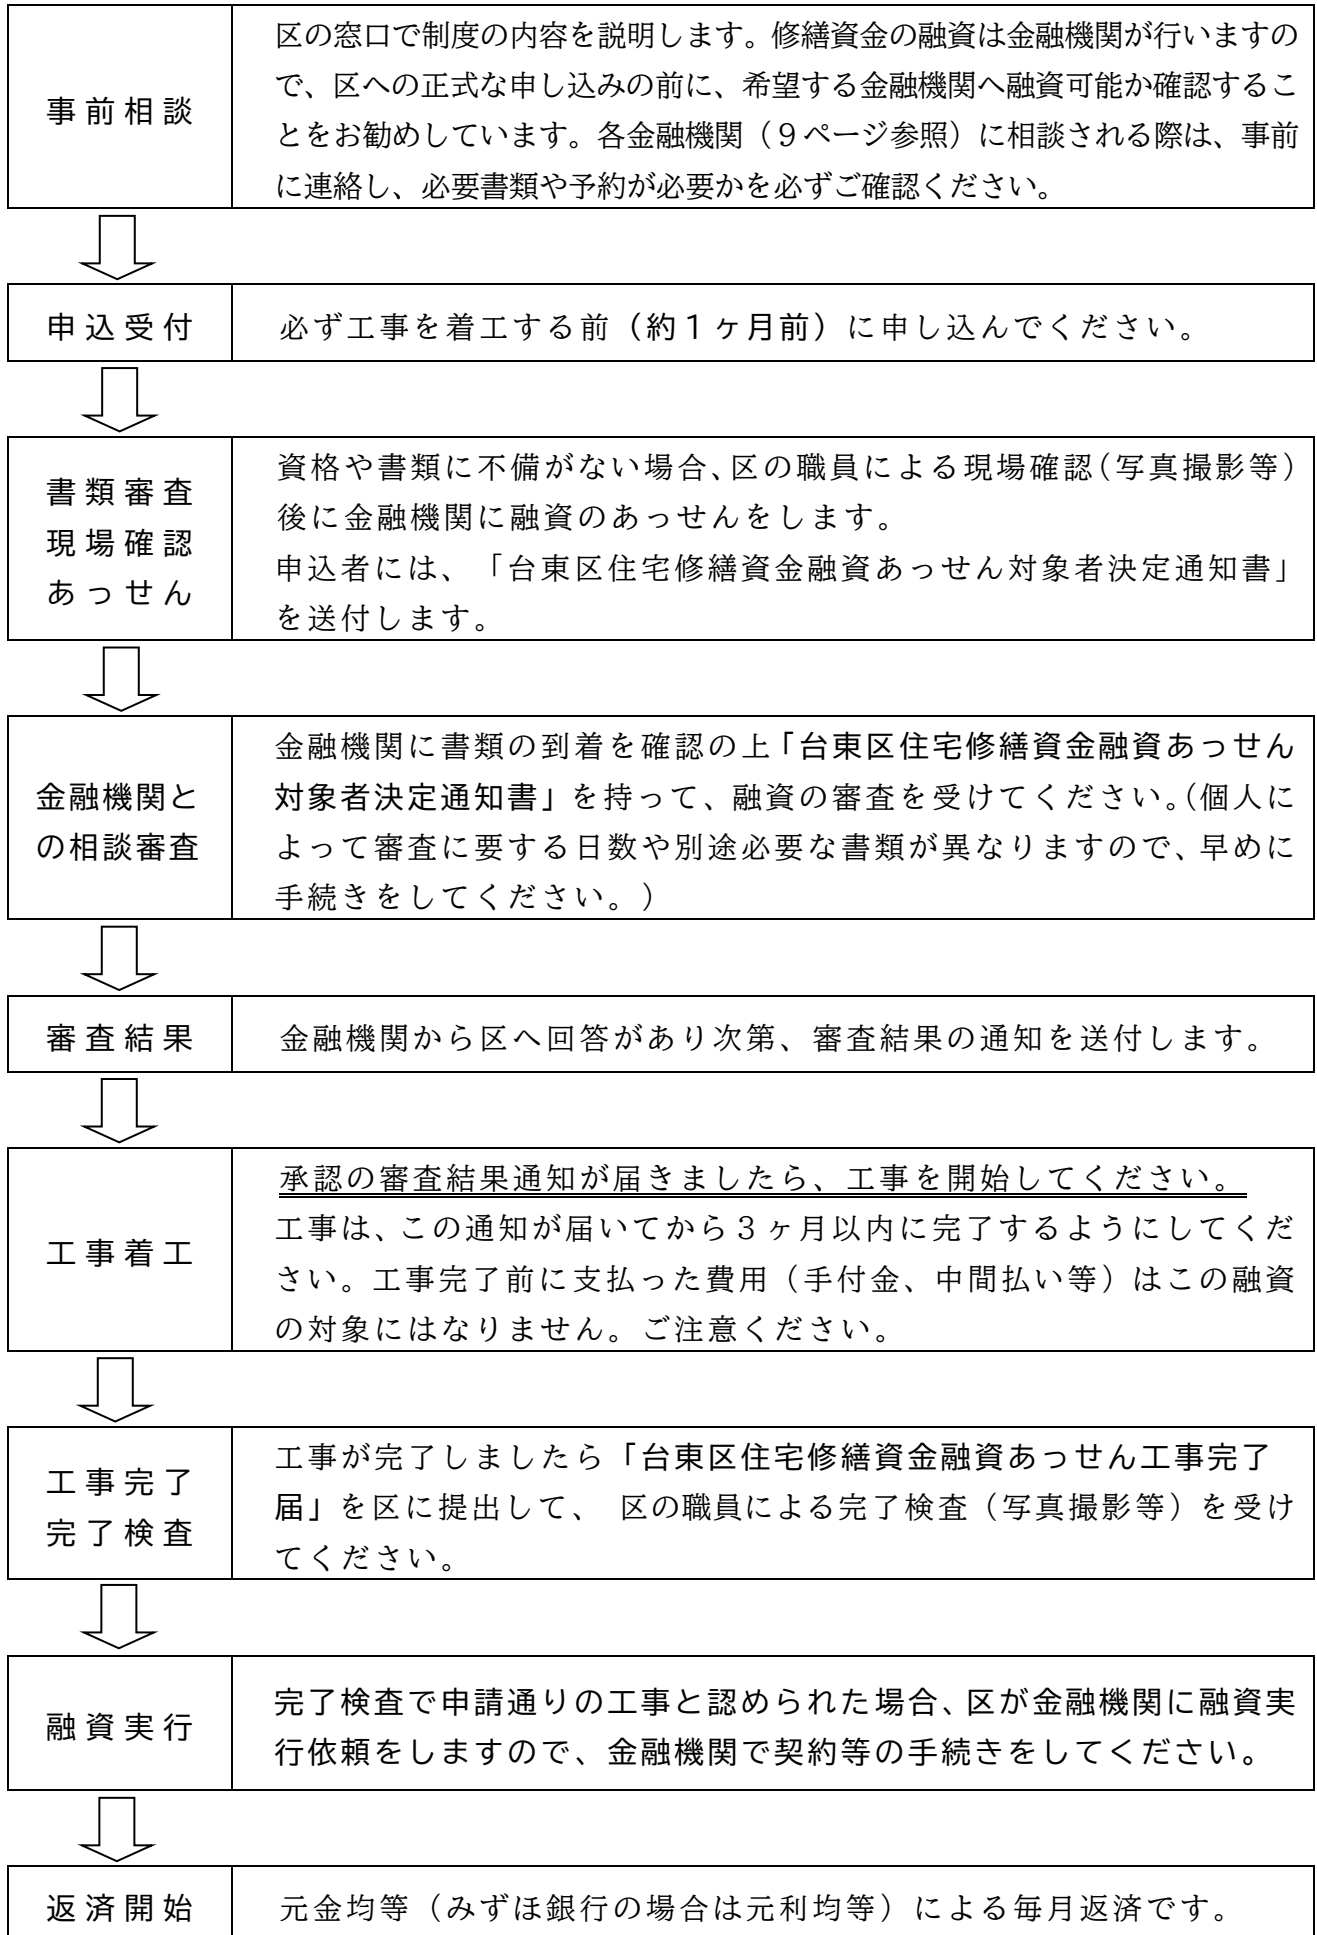 事前相談
区の窓口で制度の内容を説明します。修繕資金の融資は金融機関が行いますの
で、区への正式な申し込みの前に、希望する金融機関へ融資可能か確認するこ
とをお勧めしています。各金融機関（９ページ参照）に相談される際は、事前
に連絡し、必要書類や予約が必要かを必ずご確認ください。
申込受付
必ず工事を着工する前（約１ヶ月前）に申し込んでください。
書類審査
現場確認
あっせん
資格や書類に不備がない場合、区の職員による現場確認（写真撮影等）
後に金融機関に融資のあっせんをします。
申込者には、「台東区住宅修繕資金融資あっせん対象者決定通知書」
を送付します。
金融機関と
の相談審査
金融機関に書類の到着を確認の上「台東区住宅修繕資金融資あっせん
対象者決定通知書」を持って、融資の審査を受けてください。（個人に
よって審査に要する日数や別途必要な書類が異なりますので、早めに
手続きをしてください。）
審査結果
金融機関から区へ回答があり次第、審査結果の通知を送付します。
工事着工
承認の審査結果通知が届きましたら、工事を開始してください。
工事は、この通知が届いてから３ヶ月以内に完了するようにしてくだ
さい。工事完了前に支払った費用（手付金、中間払い等）はこの融資
の対象にはなりません。ご注意ください。
工事完了
完了検査
工事が完了しましたら「台東区住宅修繕資金融資あっせん工事完了
届」を区に提出して、 区の職員による完了検査（写真撮影等）を受け
てください。
融資実行
完了検査で申請通りの工事と認められた場合、区が金融機関に融資実
行依頼をしますので、金融機関で契約等の手続きをしてください。
返済開始
元金均等（みずほ銀行の場合は元利均等）による毎月返済です。